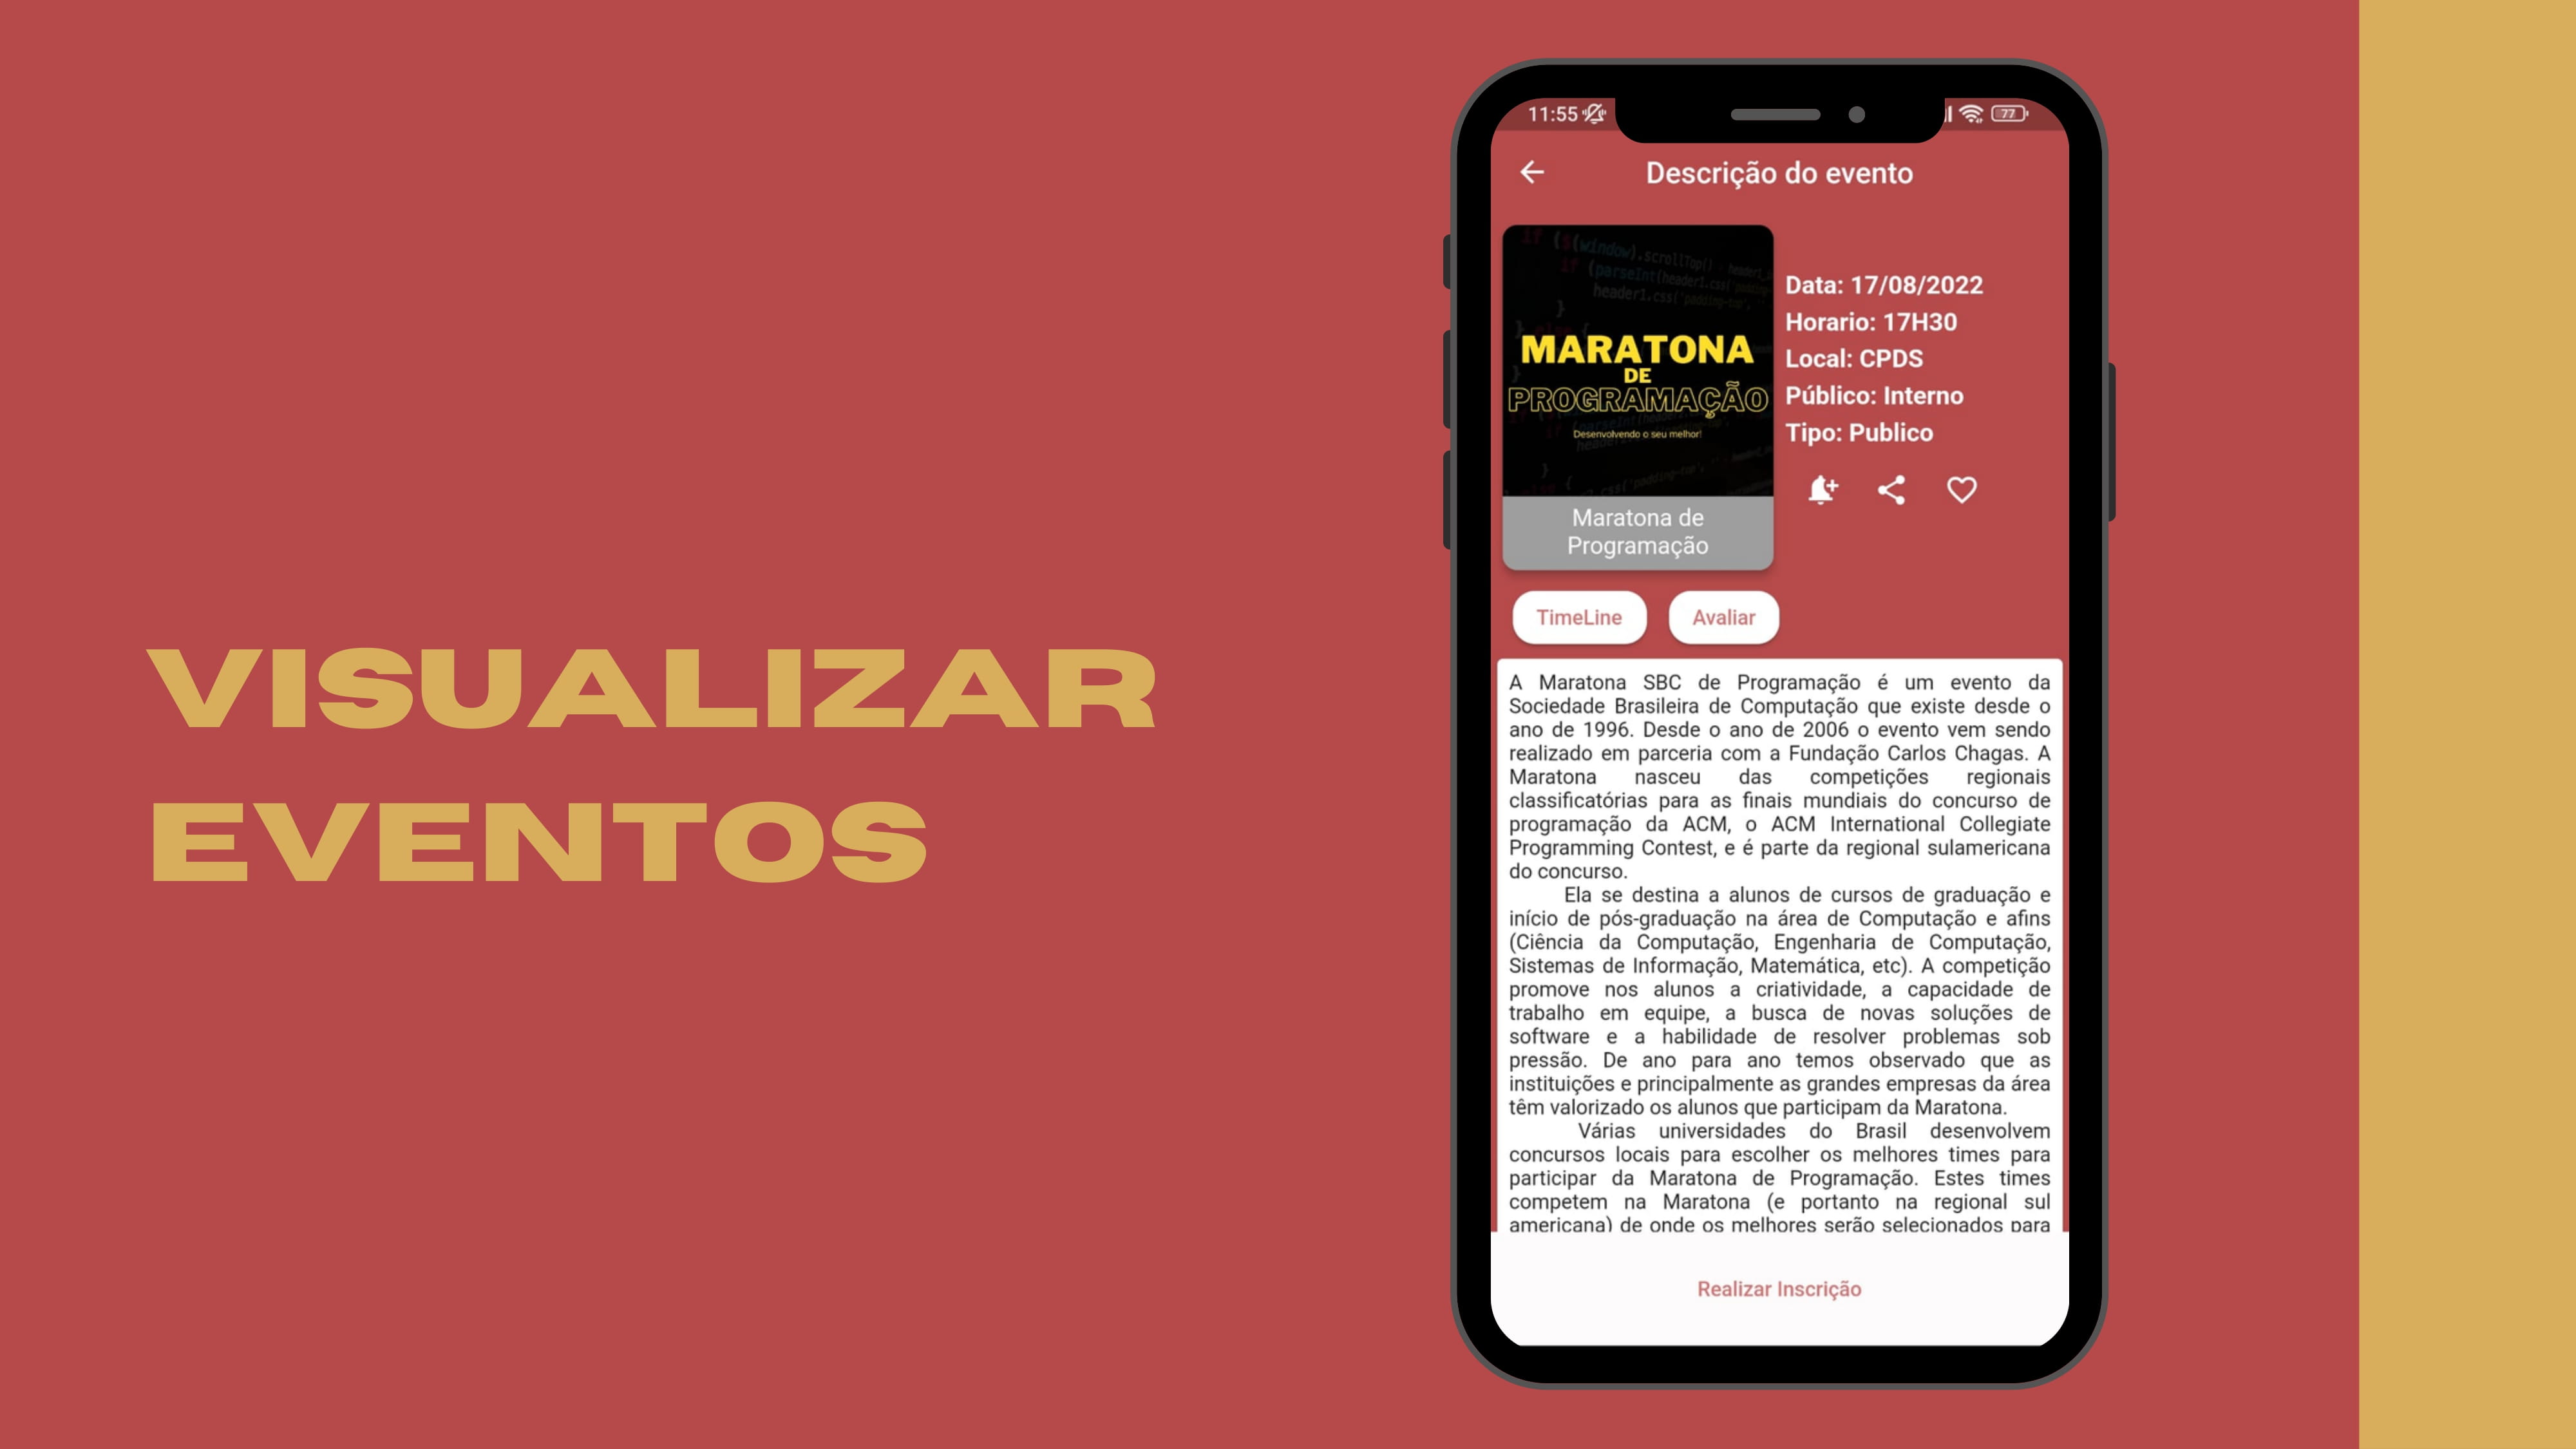 VISUALIZAR
EVENTOS
11:55
77
Descrição do evento
MARATONA
DE
PROGRAMAÇÃO
Desenvolvendo o seu melhor!
Maratona de
Programação
Data: 17/08/2022
Horario: 17H30
Local: CPDS
Público: Interno
Tipo: Publico
TimeLine
Avaliar
A Maratona SBC de Programação é um evento da
Sociedade Brasileira de Computação que existe desde o
ano de 1996. Desde o ano de 2006 o evento vem sendo
realizado em parceria com a Fundação Carlos Chagas. A
Maratona nasceu das competições regionais
classificatórias para as finais mundiais do concurso de
programação da ACM, o ACM International Collegiate
Programming Contest, e é parte da regional sulamericana
do concurso.
Ela se destina a alunos de cursos de graduação e
início de pós-graduação na área de Computação e afins
(Ciência da Computação, Engenharia de Computação,
Sistemas de Informação, Matemática, etc). A competição
promove nos alunos a criatividade, a capacidade de
trabalho em equipe, a busca de novas soluções de
software e a habilidade de resolver problemas sob
pressão. De ano para ano temos observado que as
instituições e principalmente as grandes empresas da área
têm valorizado os alunos que participam da Maratona.
Várias universidades do Brasil desenvolvem
concursos locais para escolher os melhores times para
participar da Maratona de Programação. Estes times
competem na Maratona (e portanto na regional sul
americana) de onde os melhores serão selecionados para
Realizar Inscrição